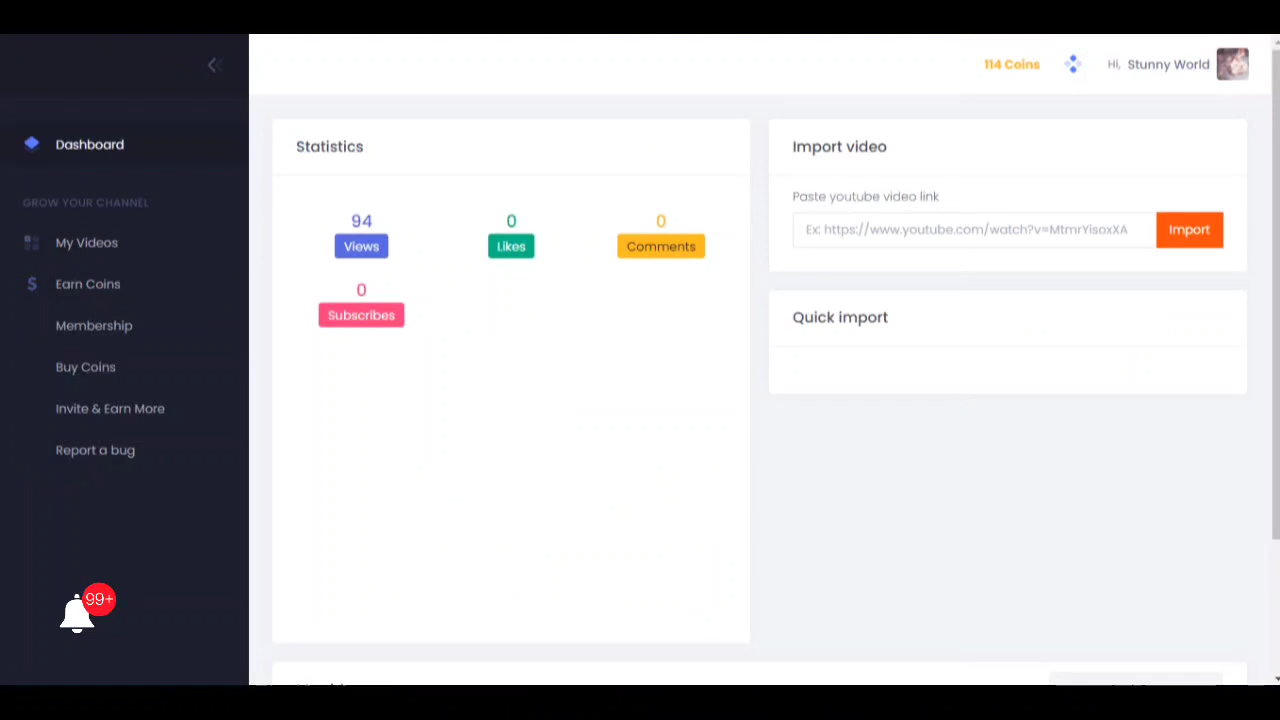 114 Coins
Hi, Stunny World
Dashboard
GROW YOUR CHANNEL
My Videos
Earn Coins
Membership
Buy Coins
Invite & Earn More
Report a bug
99+
Statistics
94
Views
0
Likes
0
Comments
0
Subscribes
Import video
Paste youtube video link
Ex: https://www.youtube.com/watch?v=MtmrYisoxXA
Import
Quick import